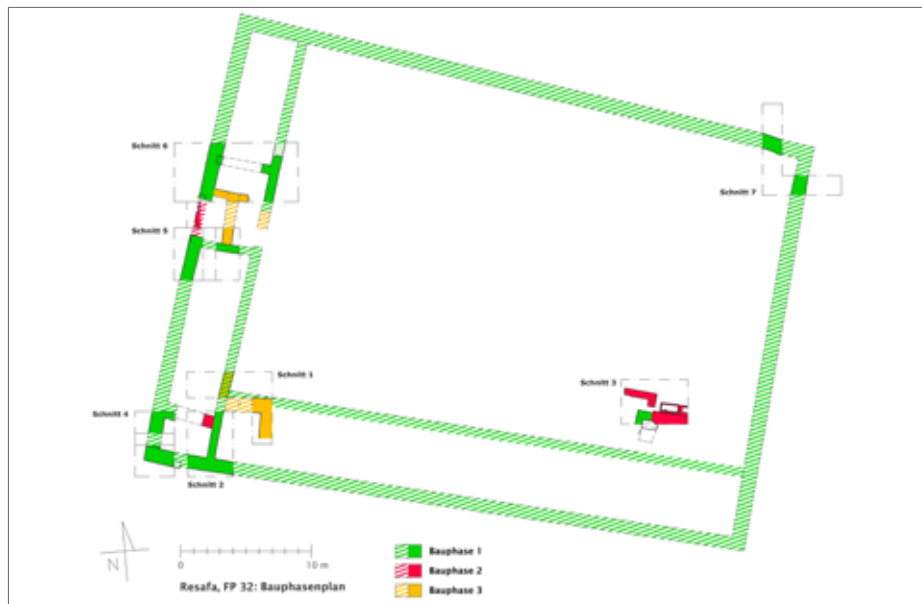 Schnitt 6
Schnitt 7
Schnitt 5
Schnitt 1
Schnitt 3
Schnitt 4
Schnitt 2
N
0 10 m
Resafa, FP 32: Bauphasenplan
Bauphase 1
Bauphase 2
Bauphase 3